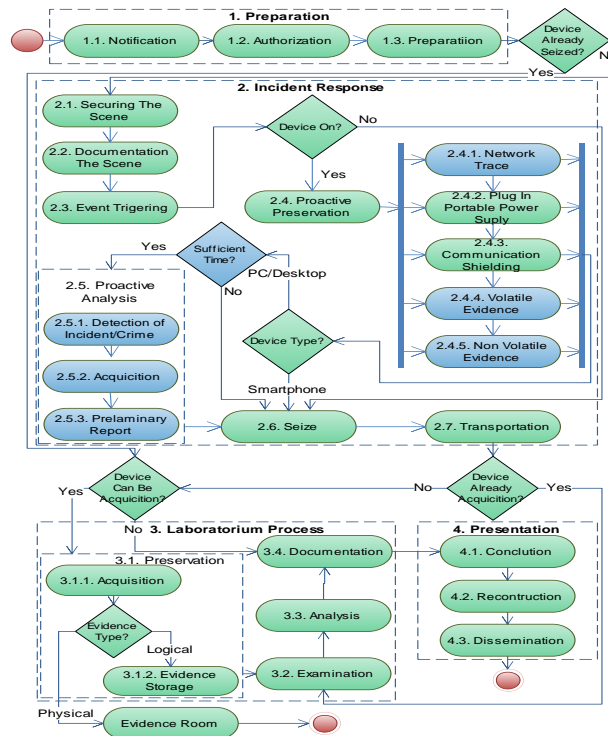 1. Preparation
1.1. Notification
1.2. Authorization
1.3. Preparatiion
Device
Already
Seized?
Yes
N
2. Incident Response
2.1. Securing The
Scene
2.2. Documentation
The Scene
2.3. Event Trigering
Device On?
No
Yes
2.4. Proactive
Preservation
2.4.1. Network
Trace
2.4.2. Plug In
Portable Power
Suply
2.4.3.
Communication
Shielding
2.4.4. Volatile
Evidence
2.4.5. Non Volatile
Evidence
Yes
Sufficient
Time?
PC/Desktop
No
2.5. Proactive
Analysis
2.5.1. Detection of
Incident/Crime
2.5.2. Acquicition
2.5.3. Prelaminary
Report
Device Type?
Smartphone
2.6. Seize
2.7. Transportation
Device
Can Be
Acquicition?
Yes
No
Device
Already
Acquicition?
No
Yes
3. Laboratorium Process
3.1. Preservation
3.1.1. Acquisition
Evidence
Type?
Logical
3.1.2. Evidence
Storage
3.4. Documentation
3.3. Analysis
3.2. Examination
4. Presentation
4.1. Conclution
4.2. Recontruction
4.3. Dissemination
Physical
Evidence Room